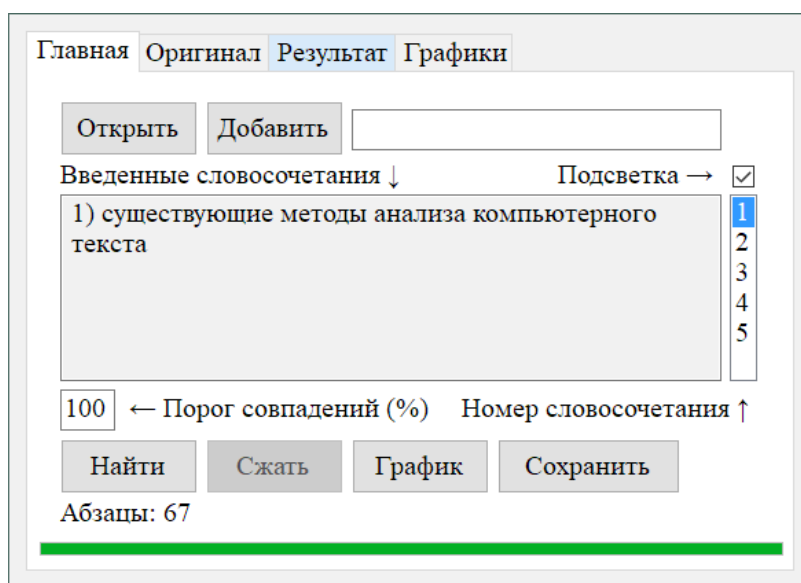 Главная Оригинал Результат Графики
Открыть Добавить
Введенные словосочетания ↓ Подсветка →
1) существующие методы анализа компьютерного
текста
1
2
3
4
5
100 ← Порог совпадений (%) Номер словосочетания ↑
Найти Сжать График Сохранить
Абзацы: 67